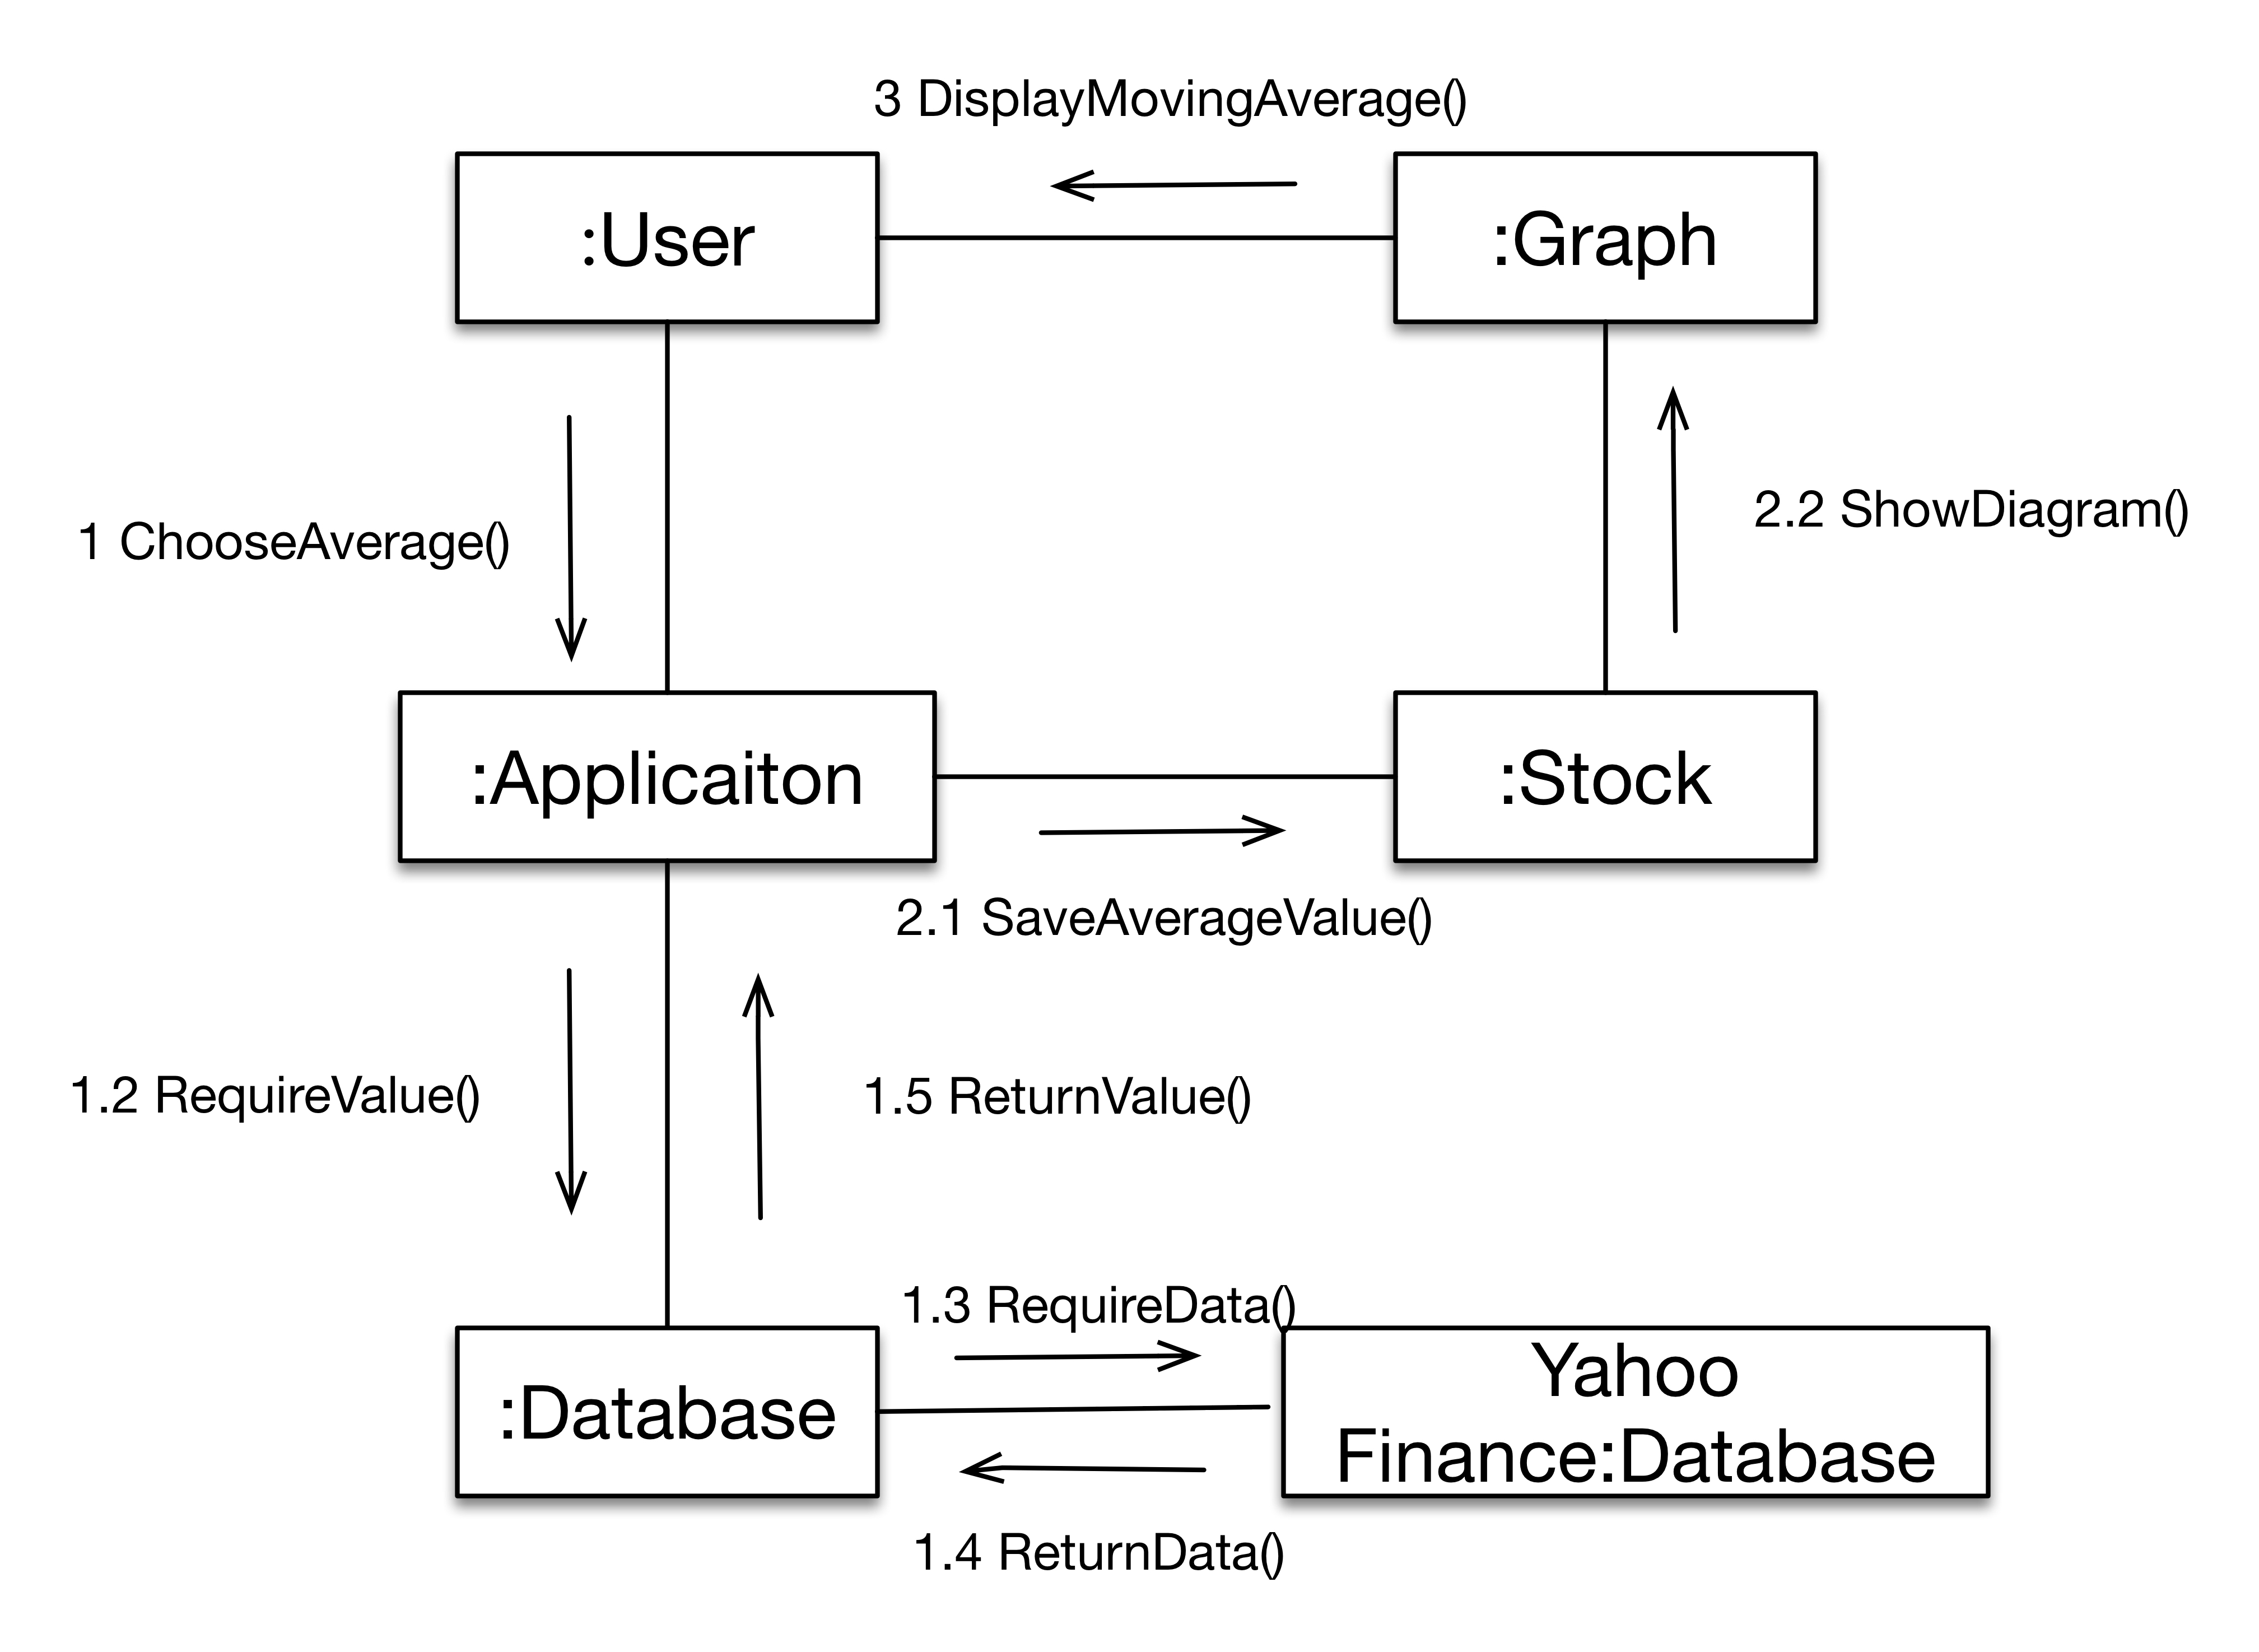 3 DisplayMovingAverage()
:User
:Graph
1 ChooseAverage()
2.2 ShowDiagram()
:Applicaiton
:Stock
2.1 SaveAverageValue()
1.2 RequireValue()
1.5 ReturnValue()
1.3 RequireData()
:Database
Yahoo
Finance:Database
1.4 ReturnData()